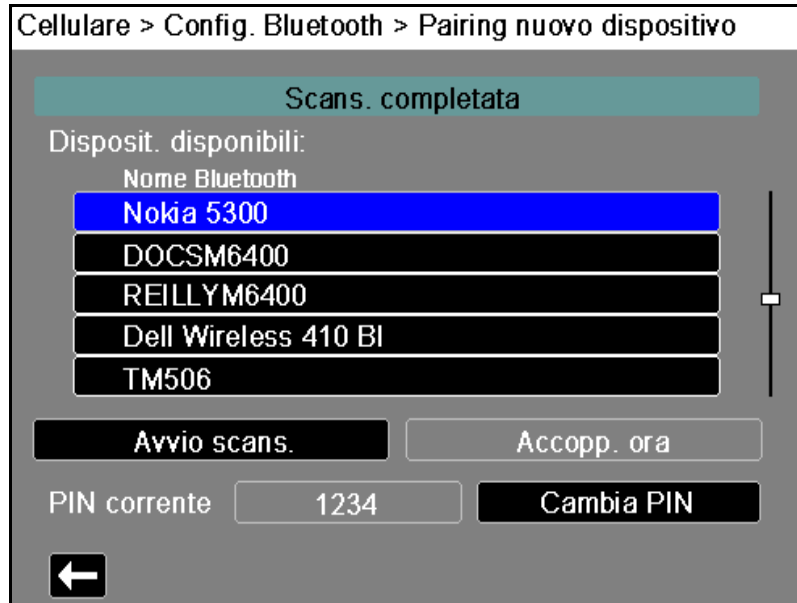 Cellulare > Config. Bluetooth > Pairing nuovo dispositivo
Scans. completata
Disposit. disponibili:
Nome Bluetooth
Nokia 5300
DOCSM6400
REILLYM6400
Dell Wireless 410 Bl
TM506
Avvio scans. Accopp. ora
PIN corrente 1234 Cambia PIN